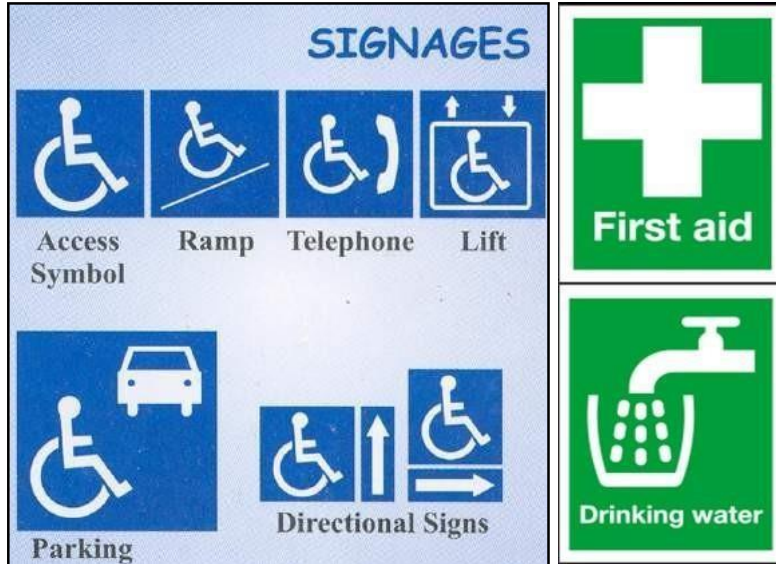 SIGNAGES
Access
Symbol
Ramp
Telephone
Lift
Parking
Directional Signs
First aid
Drinking water